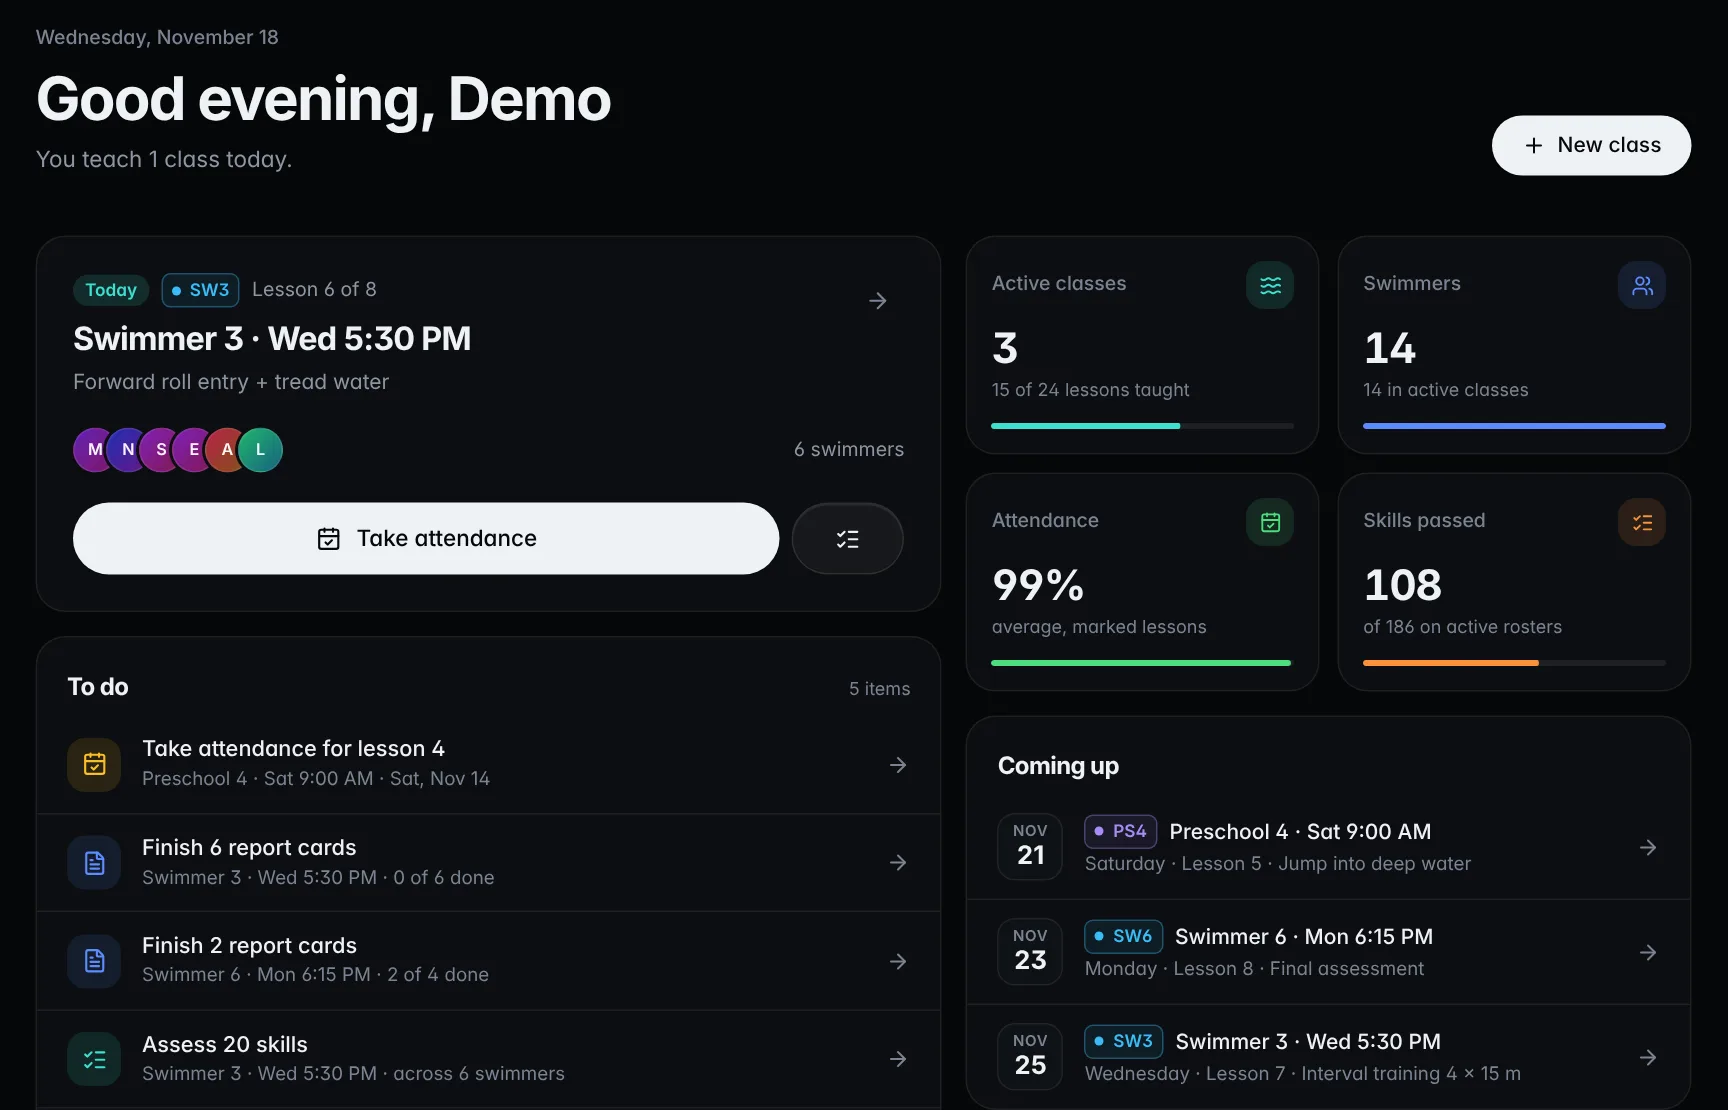 Wednesday, November 18
Good evening, Demo
You teach 1 class today.
+ New class
Today
SW3
Lesson 6 of 8
Swimmer 3 · Wed 5:30 PM
Forward roll entry + tread water
M N S E A L
6 swimmers
Take attendance
To do
5 items
Take attendance for lesson 4
Preschool 4 · Sat 9:00 AM · Sat, Nov 14
Finish 6 report cards
Swimmer 3 · Wed 5:30 PM · 0 of 6 done
Finish 2 report cards
Swimmer 6 · Mon 6:15 PM · 2 of 4 done
Assess 20 skills
Swimmer 3 · Wed 5:30 PM · across 6 swimmers
Active classes
3
15 of 24 lessons taught
Swimmers
14
14 in active classes
Attendance
99%
average, marked lessons
Skills passed
108
of 186 on active rosters
Coming up
NOV
21
PS4
Preschool 4 · Sat 9:00 AM
Saturday · Lesson 5 · Jump into deep water
NOV
23
SW6
Swimmer 6 · Mon 6:15 PM
Monday · Lesson 8 · Final assessment
NOV
25
SW3
Swimmer 3 · Wed 5:30 PM
Wednesday · Lesson 7 · Interval training 4 × 15 m